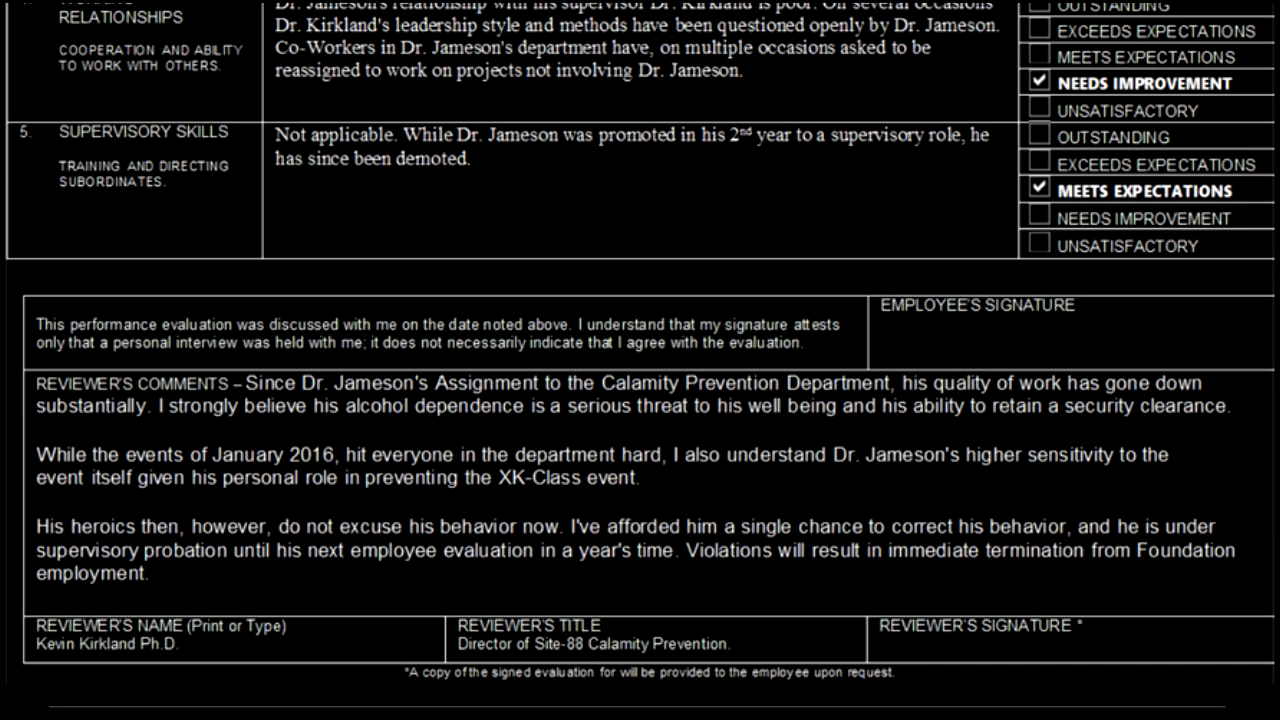 RELATIONSHIPS
COOPERATION AND ABILITY
TO WORK WITH OTHERS.
Dr. Jameson's relationship with his supervisor Dr. Kirkland is poor. On several occasions
Dr. Kirkland's leadership style and methods have been questioned openly by Dr. Jameson.
Co-Workers in Dr. Jameson's department have, on multiple occasions asked to be
reassigned to work on projects not involving Dr. Jameson.
OUTSTANDING
EXCEEDS EXPECTATIONS
MEETS EXPECTATIONS
NEEDS IMPROVEMENT
UNSATISFACTORY
5. SUPERVISORY SKILLS
TRAINING AND DIRECTING
SUBORDINATES.
Not applicable. While Dr. Jameson was promoted in his 2nd year to a supervisory role, he
has since been demoted.
OUTSTANDING
EXCEEDS EXPECTATIONS
MEETS EXPECTATIONS
NEEDS IMPROVEMENT
UNSATISFACTORY
This performance evaluation was discussed with me on the date noted above. I understand that my signature attests
only that a personal interview was held with me; it does not necessarily indicate that I agree with the evaluation.
EMPLOYEE'S SIGNATURE
REVIEWER'S COMMENTS – Since Dr. Jameson's Assignment to the Calamity Prevention Department, his quality of work has gone down
substantially. I strongly believe his alcohol dependence is a serious threat to his well being and his ability to retain a security clearance.
While the events of January 2016, hit everyone in the department hard, I also understand Dr. Jameson's higher sensitivity to the
event itself given his personal role in preventing the XK-Class event.
His heroics then, however, do not excuse his behavior now. I've afforded him a single chance to correct his behavior, and he is under
supervisory probation until his next employee evaluation in a year's time. Violations will result in immediate termination from Foundation
employment.
REVIEWER'S NAME (Print or Type)
Kevin Kirkland Ph.D.
REVIEWER'S TITLE
Director of Site-88 Calamity Prevention.
REVIEWER'S SIGNATURE *
*A copy of the signed evaluation for will be provided to the employee upon request.